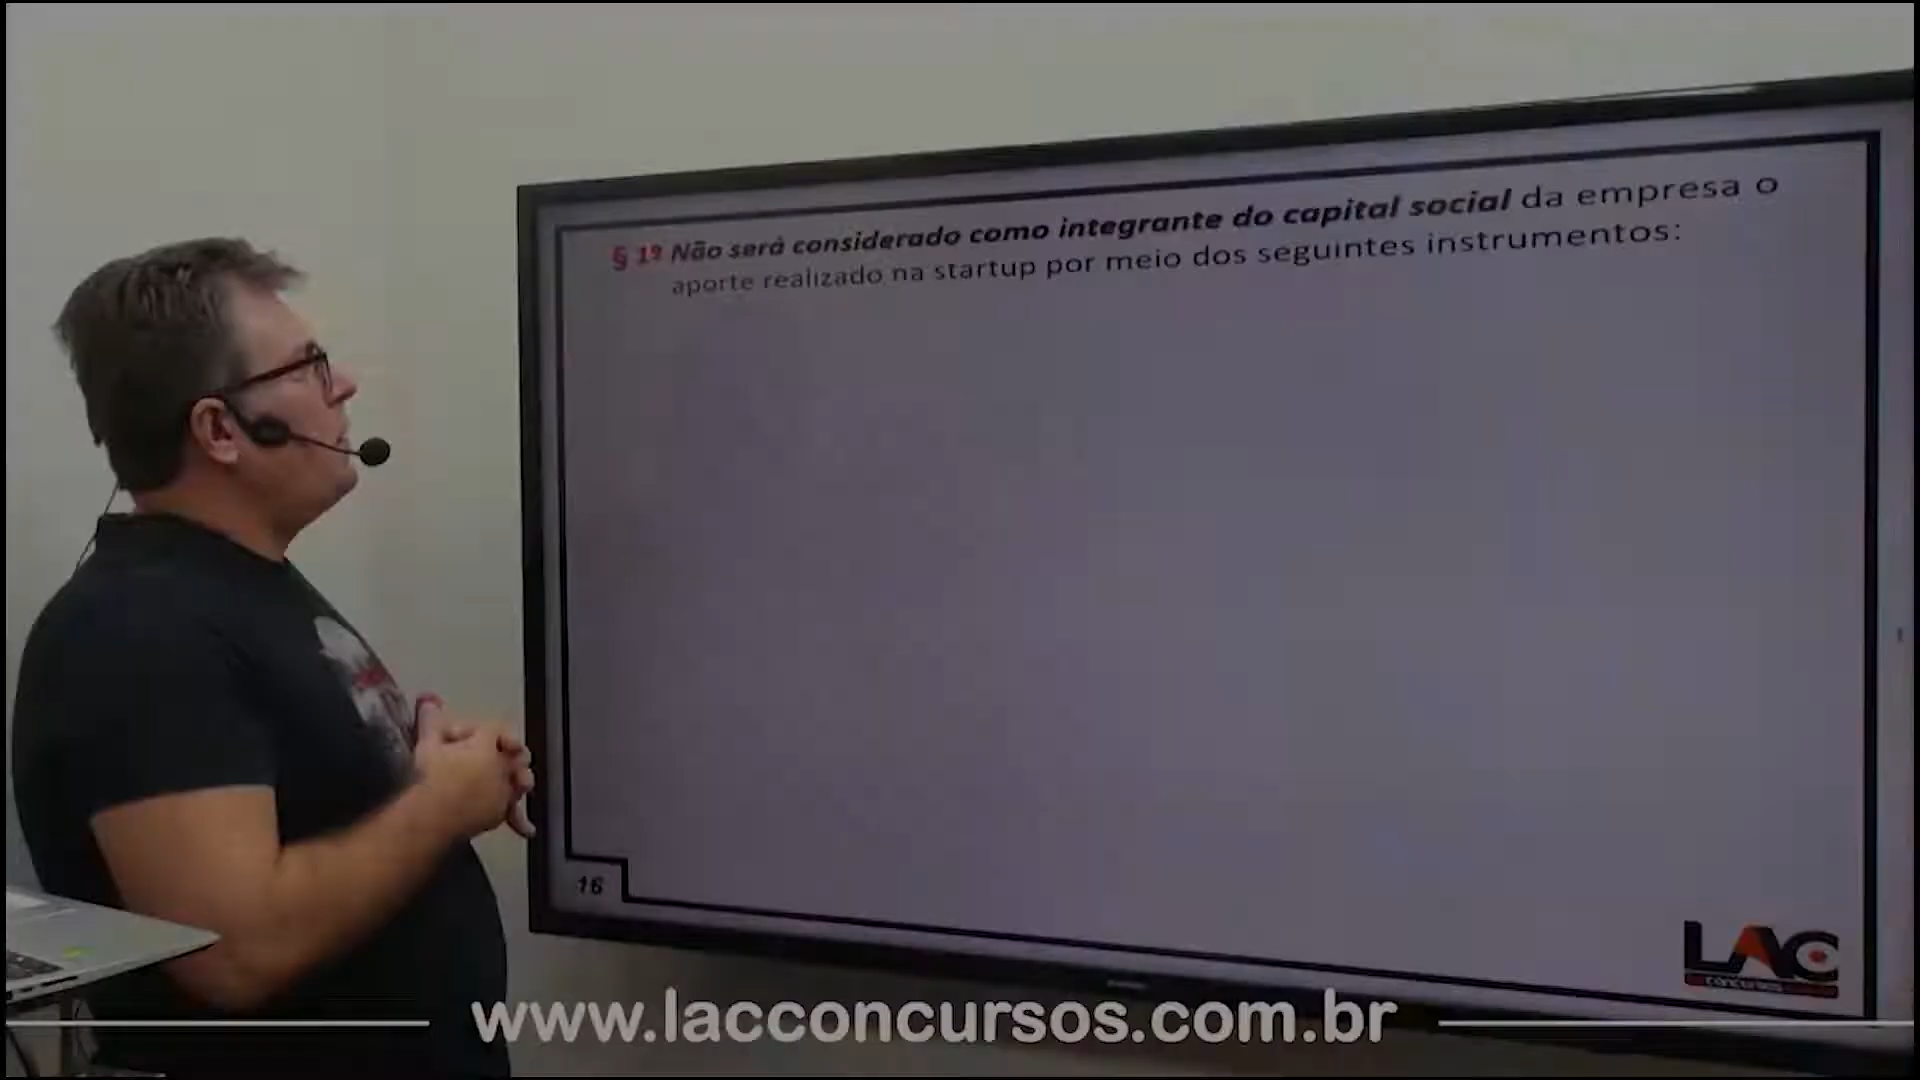 § 1º Não será considerado como integrante do capital social da empresa o
aporte realizado na startup por meio dos seguintes instrumentos:
16
LAC
concursos
www.lacconcursos.com.br